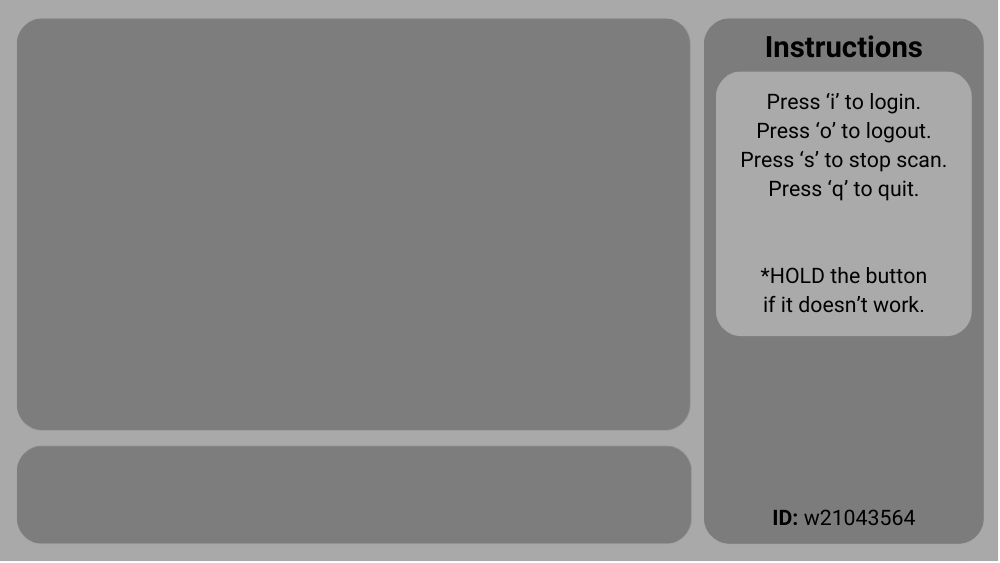 Instructions
Press ‘i’ to login.
Press ‘o’ to logout.
Press ‘s’ to stop scan.
Press ‘q’ to quit.
*HOLD the button
if it doesn’t work.
ID: w21043564